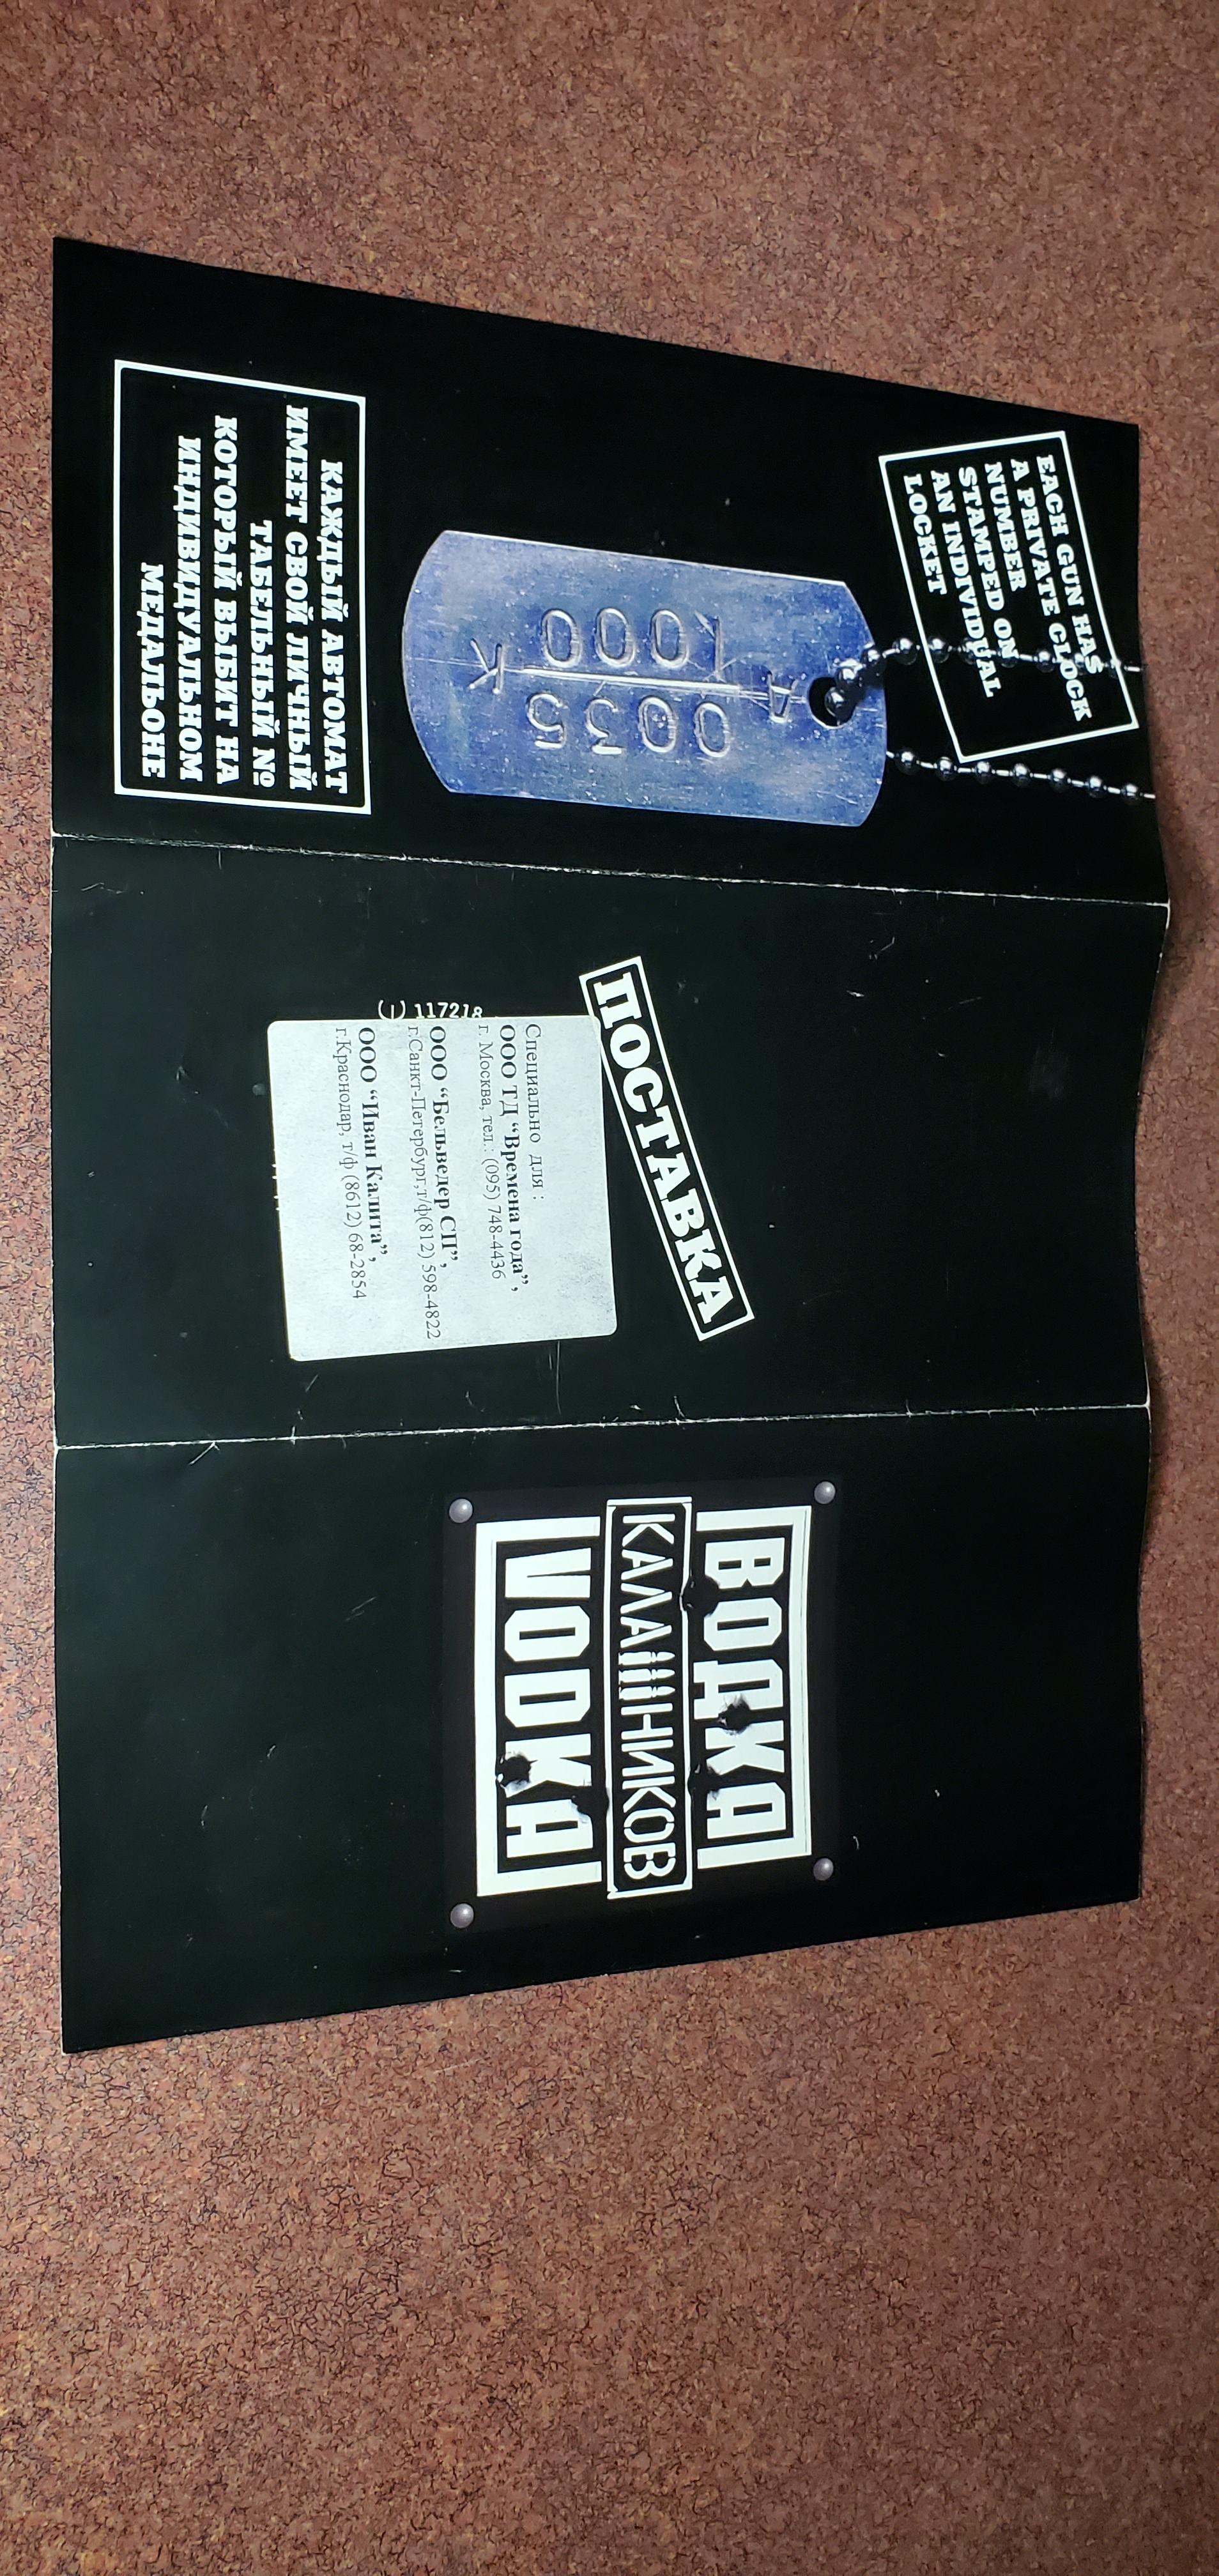 EACH GUN HAS
A PRIVATE CLOCK
NUMBER
STAMPED ON
AN INDIVIDUAL
LOCKET
0035
КАЖДЫЙ АВТОМАТ
ИМЕЕТ СВОЙ ЛИЧНЫЙ
ТАБЕЛЬНЫЙ №
КОТОРЫЙ ВЫБИТ НА
ИНДИВИДУАЛЬНОМ
МЕДАЛЬОНЕ
ПОСТАВКА
Специально для :
ООО ТД “Времена года”,
г. Москва, тел.: (095) 748-4436
117218
ООО “Бельведер СП”,
г.Санкт-Петербург,т/ф(812) 598-4822
ООО “Иван Калита”,
г.Краснодар, т/ф (8612) 68-2854
ВОДКА
КАЛАШНИКОВ
VODKA